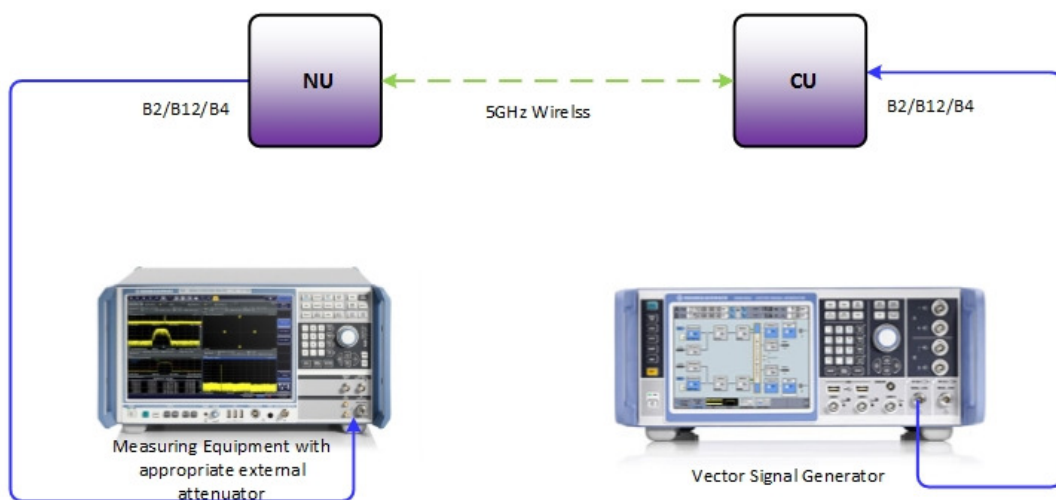 NU
CU
B2/B12/B4
5GHz Wirelss
B2/B12/B4
Measuring Equipment with
appropriate external
attenuator
Vector Signal Generator